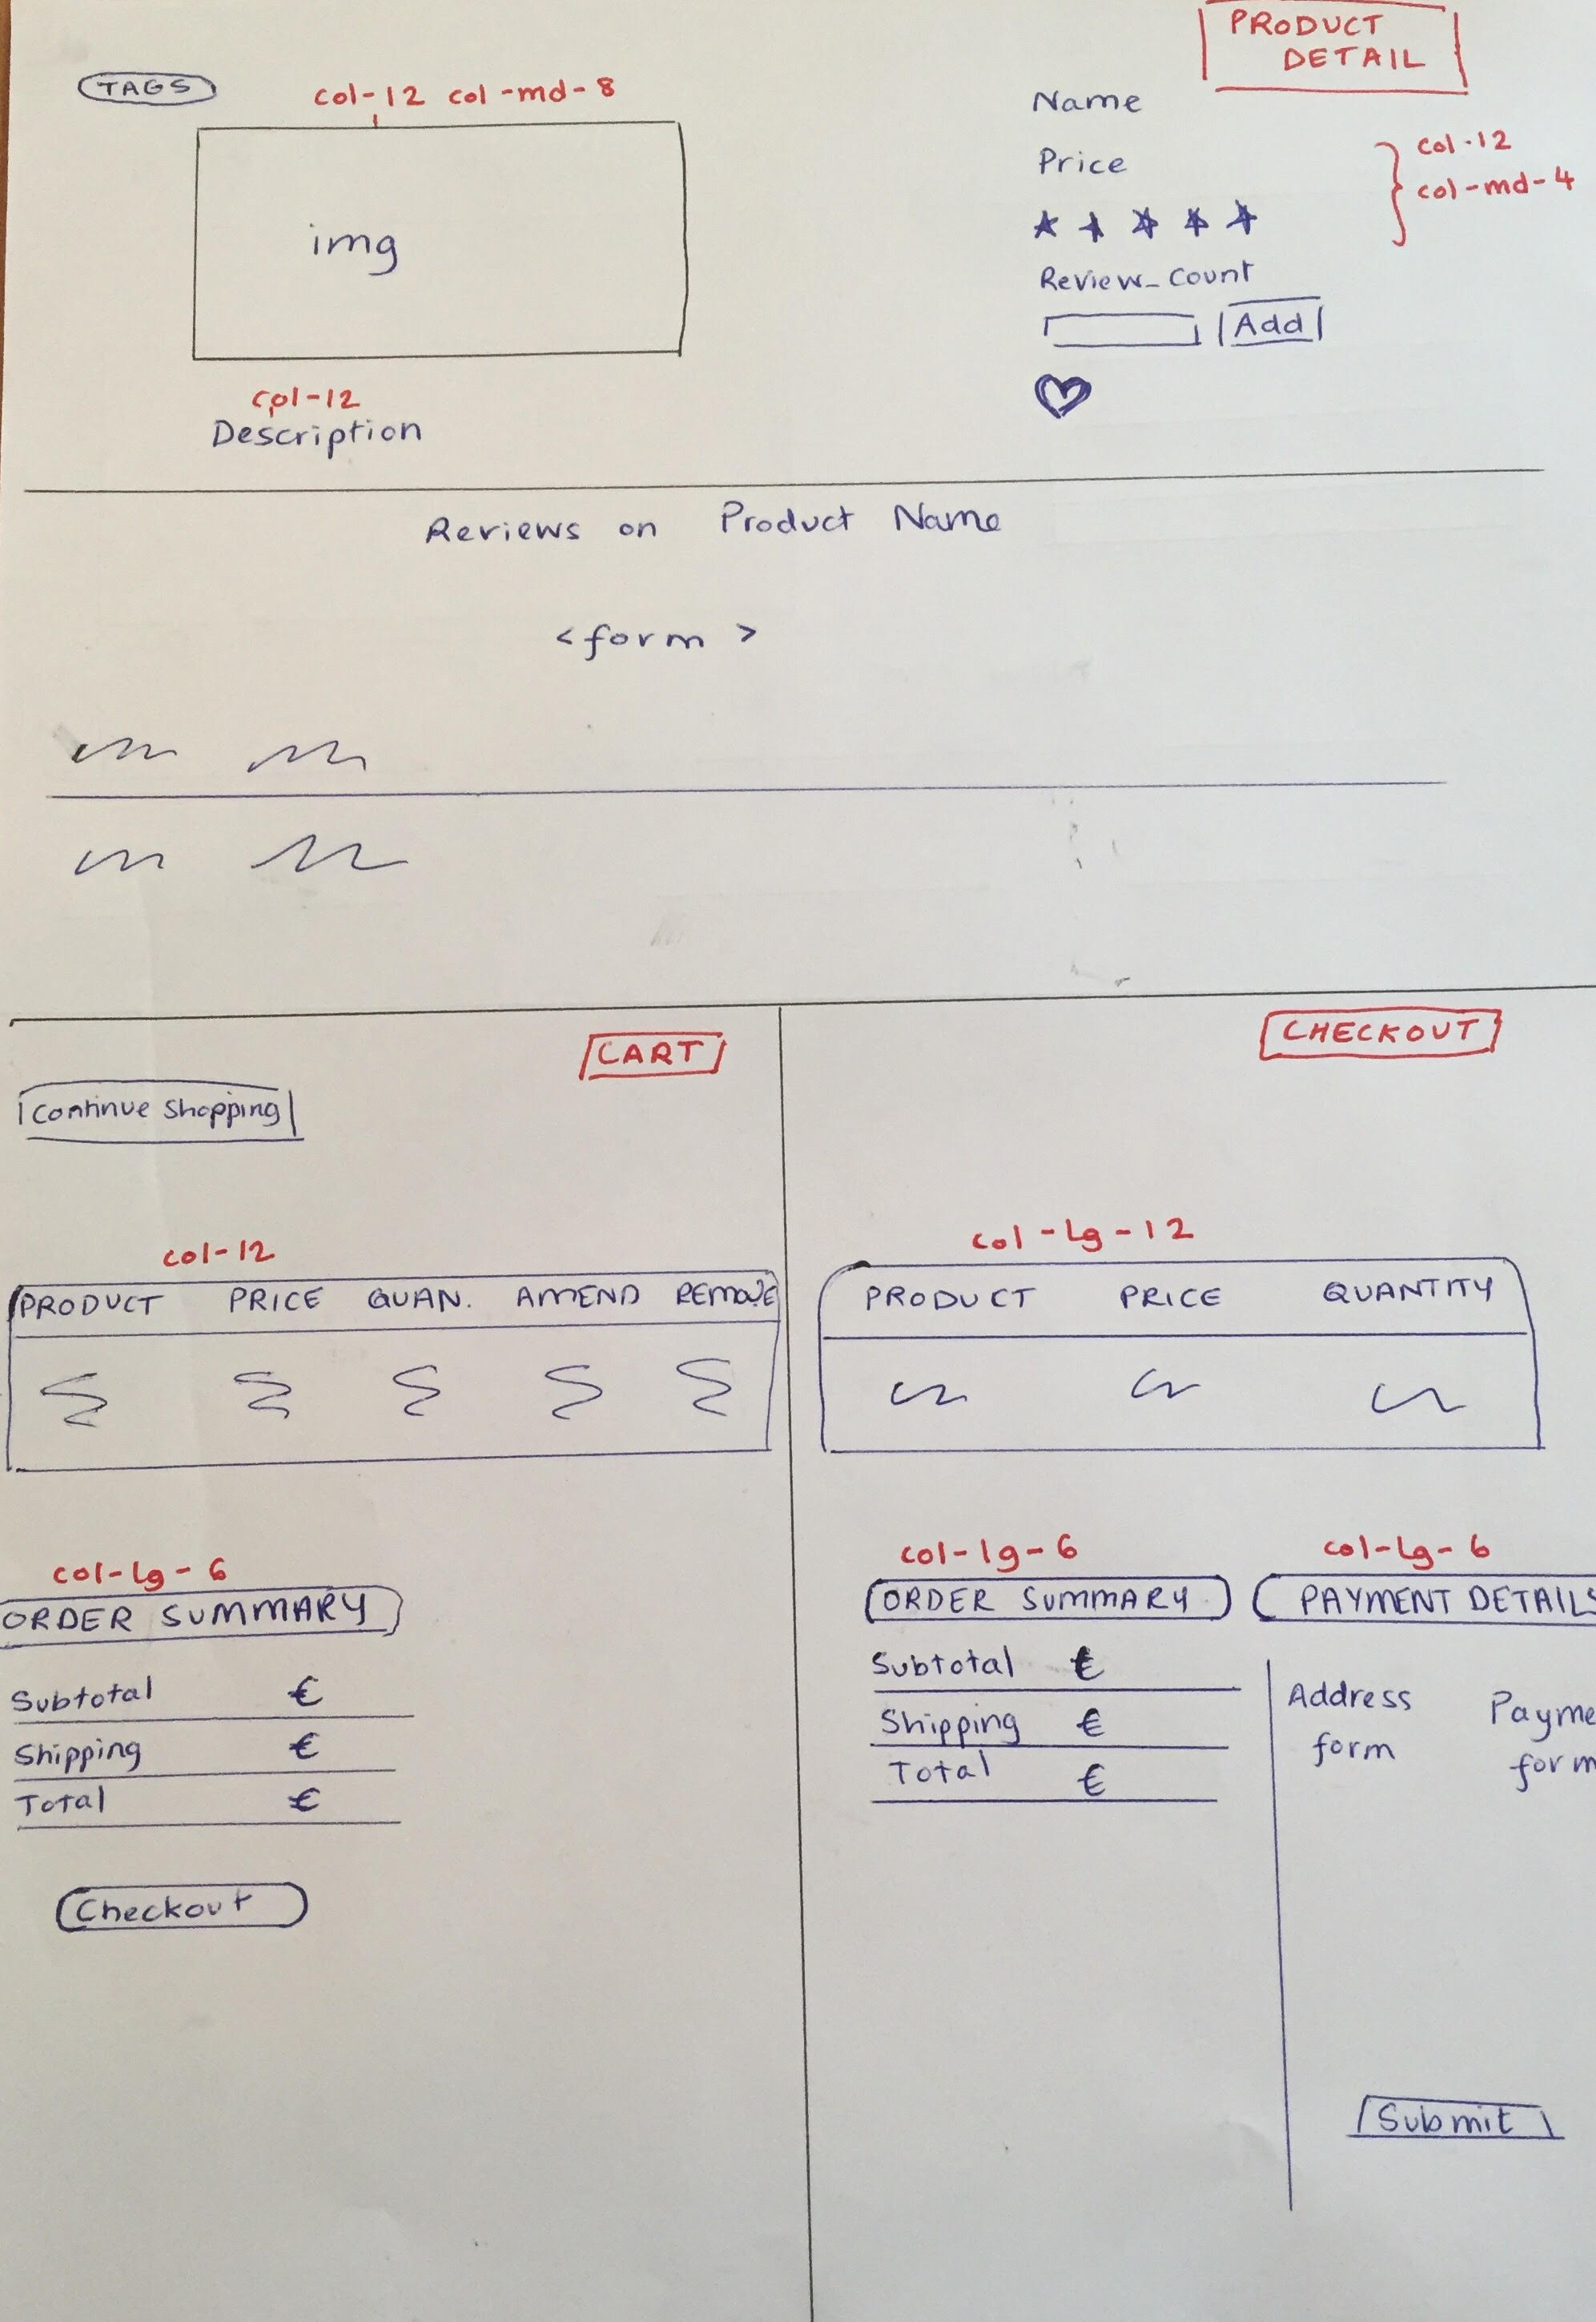 PRODUCT
DETAIL
TAGS
col-12 col-md-8
img
col-12
Description
Name
Price
Review_Count
Add
col-12
col-md-4
Reviews on Product Name
<form>
CART
Continue Shopping
col-12
PRODUCT PRICE QUAN. AMEND REMOVE
col-lg-6
ORDER SUMMARY
Subtotal €
Shipping €
Total €
Checkout
CHECKOUT
col-lg-12
PRODUCT PRICE QUANTITY
col-lg-6
ORDER SUMMARY
Subtotal €
Shipping €
Total €
col-lg-6
PAYMENT DETAILS
Address
form
Payme
form
Submit